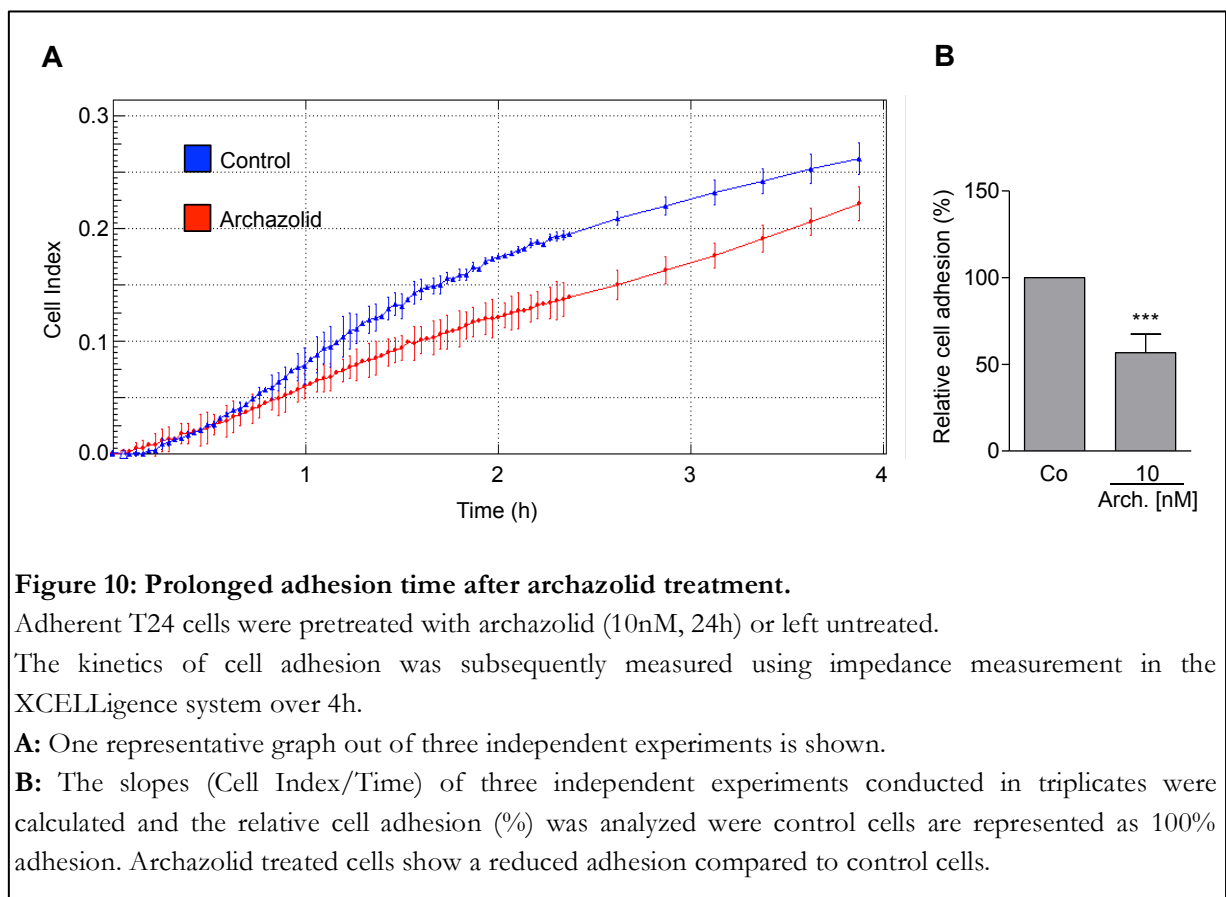 A
B
0.3
0.2
0.1
0.0
Cell Index
Control
Archazolid
1
2
3
4
Time (h)
150
100
50
0
Relative cell adhesion (%)
***
Co
10
Arch. [nM]
Figure 10: Prolonged adhesion time after archazolid treatment.
Adherent T24 cells were pretreated with archazolid (10nM, 24h) or left untreated.
The kinetics of cell adhesion was subsequently measured using impedance measurement in the
XCELLigence system over 4h.
A: One representative graph out of three independent experiments is shown.
B: The slopes (Cell Index/Time) of three independent experiments conducted in triplicates were
calculated and the relative cell adhesion (%) was analyzed were control cells are represented as 100%
adhesion. Archazolid treated cells show a reduced adhesion compared to control cells.